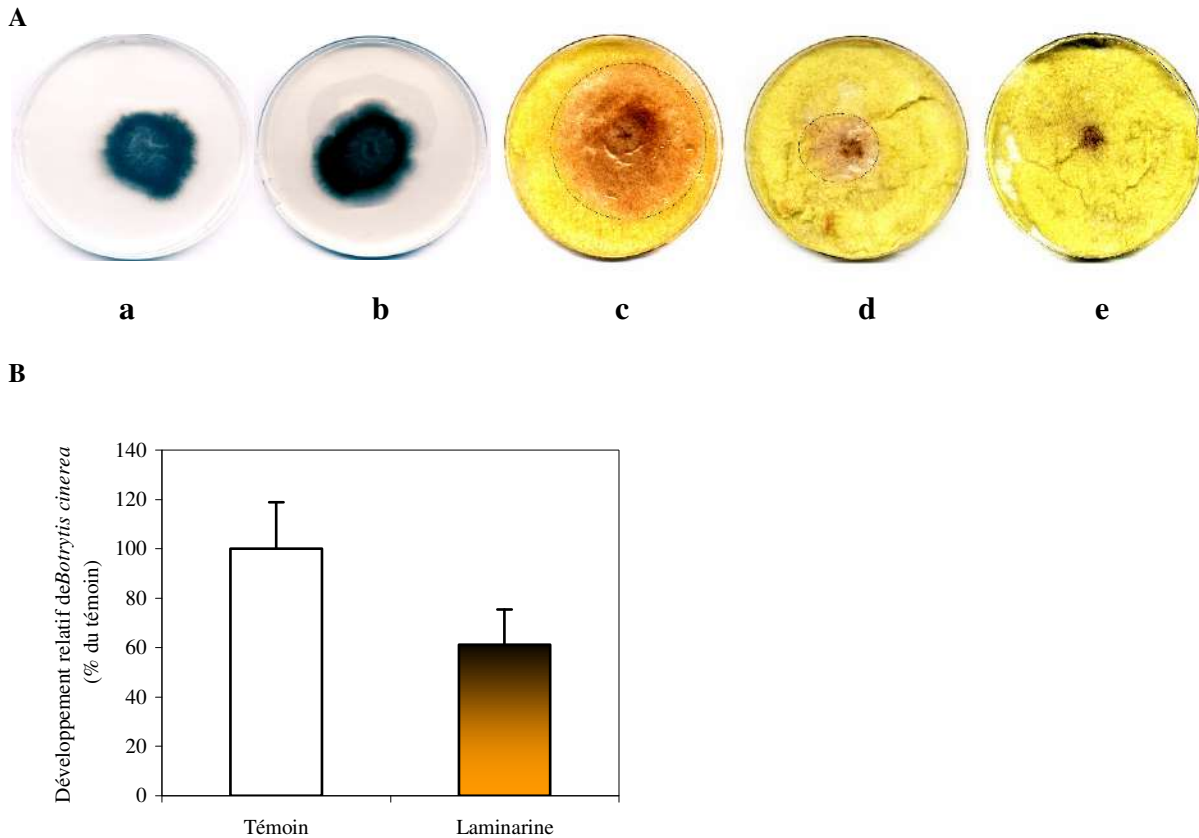 A
a b c d e
B
Développement relatif deBotrytis cinerea
(% du témoin)
140
120
100
80
60
40
20
0
Témoin Laminarine